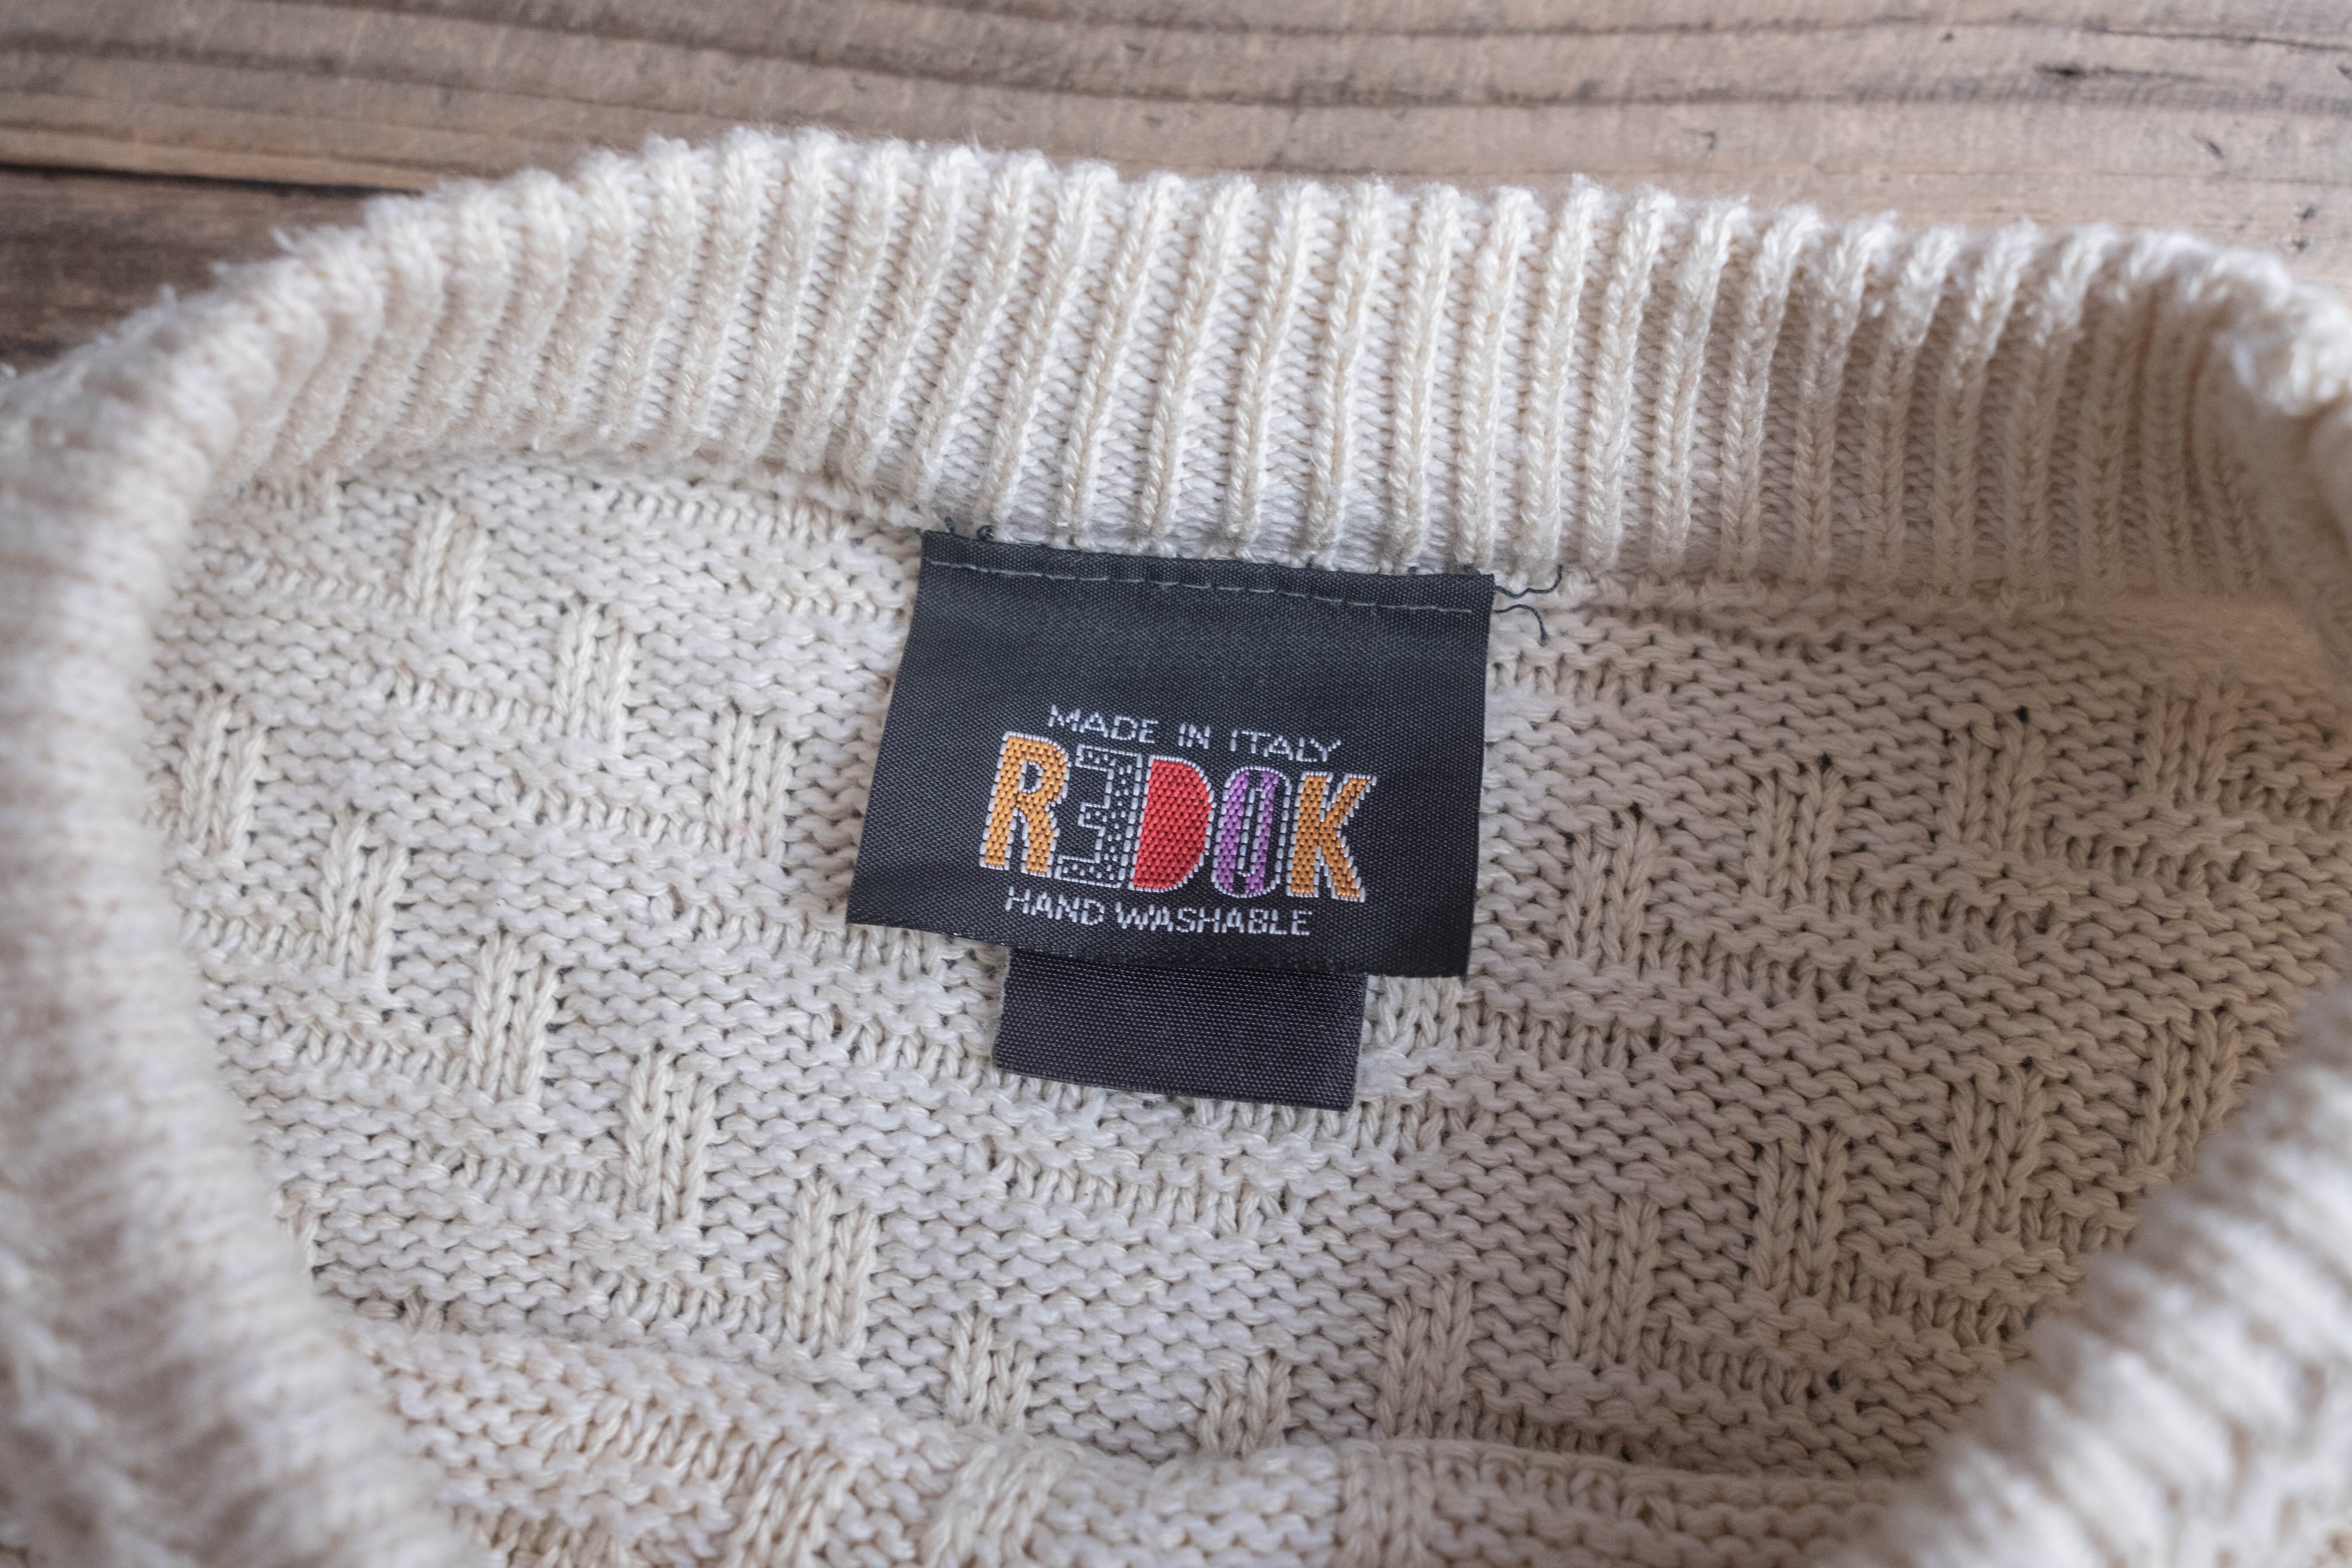 MADE IN ITALY
REDOK
HAND WASHABLE